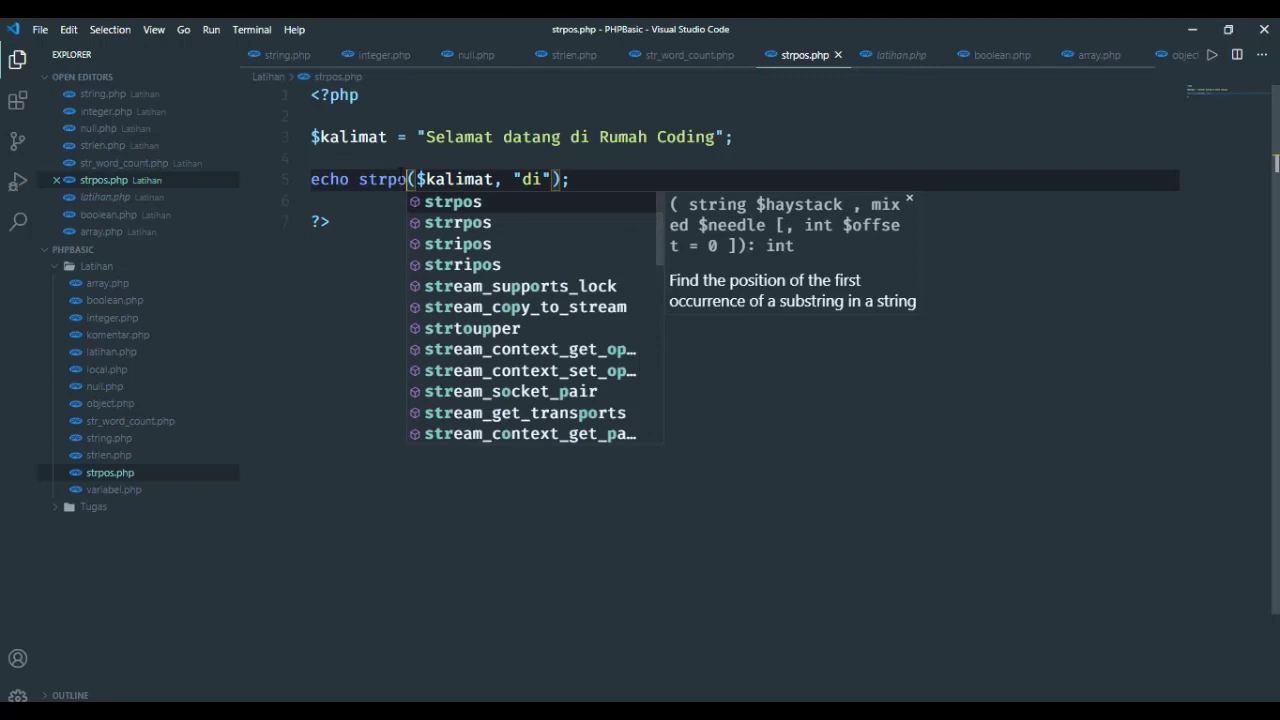 File Edit Selection View Go Run Terminal Help
strpos.php - PHPBasic - Visual Studio Code
EXPLORER
string.php integer.php null.php strien.php str_word_count.php strpos.php latihan.php boolean.php array.php object
OPEN EDITORS
string.php Latihan
integer.php Latihan
null.php Latihan
strien.php Latihan
str_word_count.php Latihan
strpos.php Latihan
latihan.php Latihan
boolean.php Latihan
array.php Latihan
PHPBASIC
Latihan
array.php
boolean.php
integer.php
komentar.php
latihan.php
local.php
null.php
object.php
str_word_count.php
string.php
strien.php
strpos.php
variabel.php
Tugas
OUTLINE
Latihan > strpos.php
1 <?php
2
3 $kalimat = "Selamat datang di Rumah Coding";
4
5 echo strpo($kalimat, "di");
6
7 ?>
strpos
strrpos
stripos
strripos
stream_supports_lock
stream_copy_to_stream
strtoupper
stream_context_get_op…
stream_context_set_op…
stream_socket_pair
stream_get_transports
stream_context_get_pa…
( string $haystack , mix
ed $needle [, int $offse
t = 0 ]): int
Find the position of the first
occurrence of a substring in a string